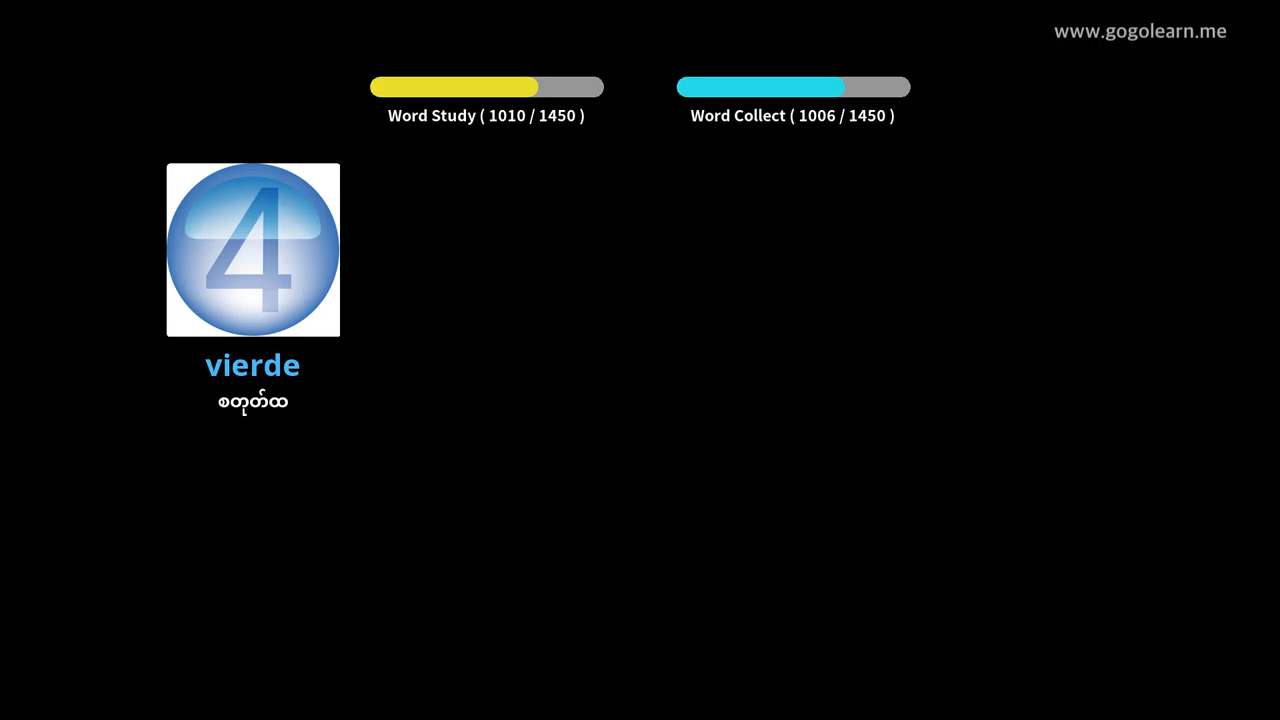 www.gogolearn.me
Word Study ( 1010 / 1450 )
Word Collect ( 1006 / 1450 )
4
vierde
စတုတ်ထ